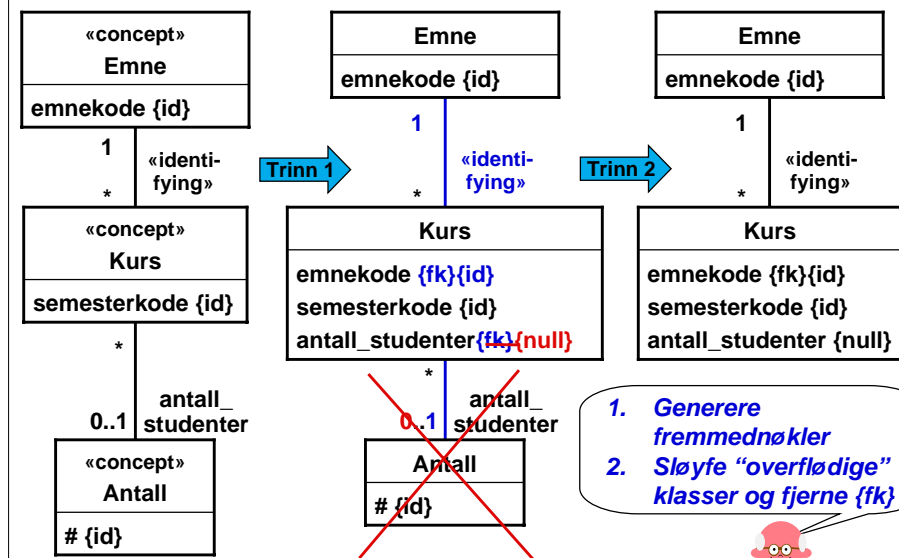 «concept»
Emne
emnekode {id}
1
«identi-
fying»
*
«concept»
Kurs
semesterkode {id}
*
antall_
0..1 studenter
«concept»
Antall
# {id}
Trinn 1
Emne
emnekode {id}
1
«identi-
fying»
*
Kurs
emnekode {fk}{id}
semesterkode {id}
antall_studenter{fk}{null}
*
antall_
0..1 studenter
Antall
# {id}
Trinn 2
Emne
emnekode {id}
1
«identi-
fying»
*
Kurs
emnekode {fk}{id}
semesterkode {id}
antall_studenter {null}
1. Generere
fremmednøkler
2. Sløyfe “overflødige”
klasser og fjerne {fk}